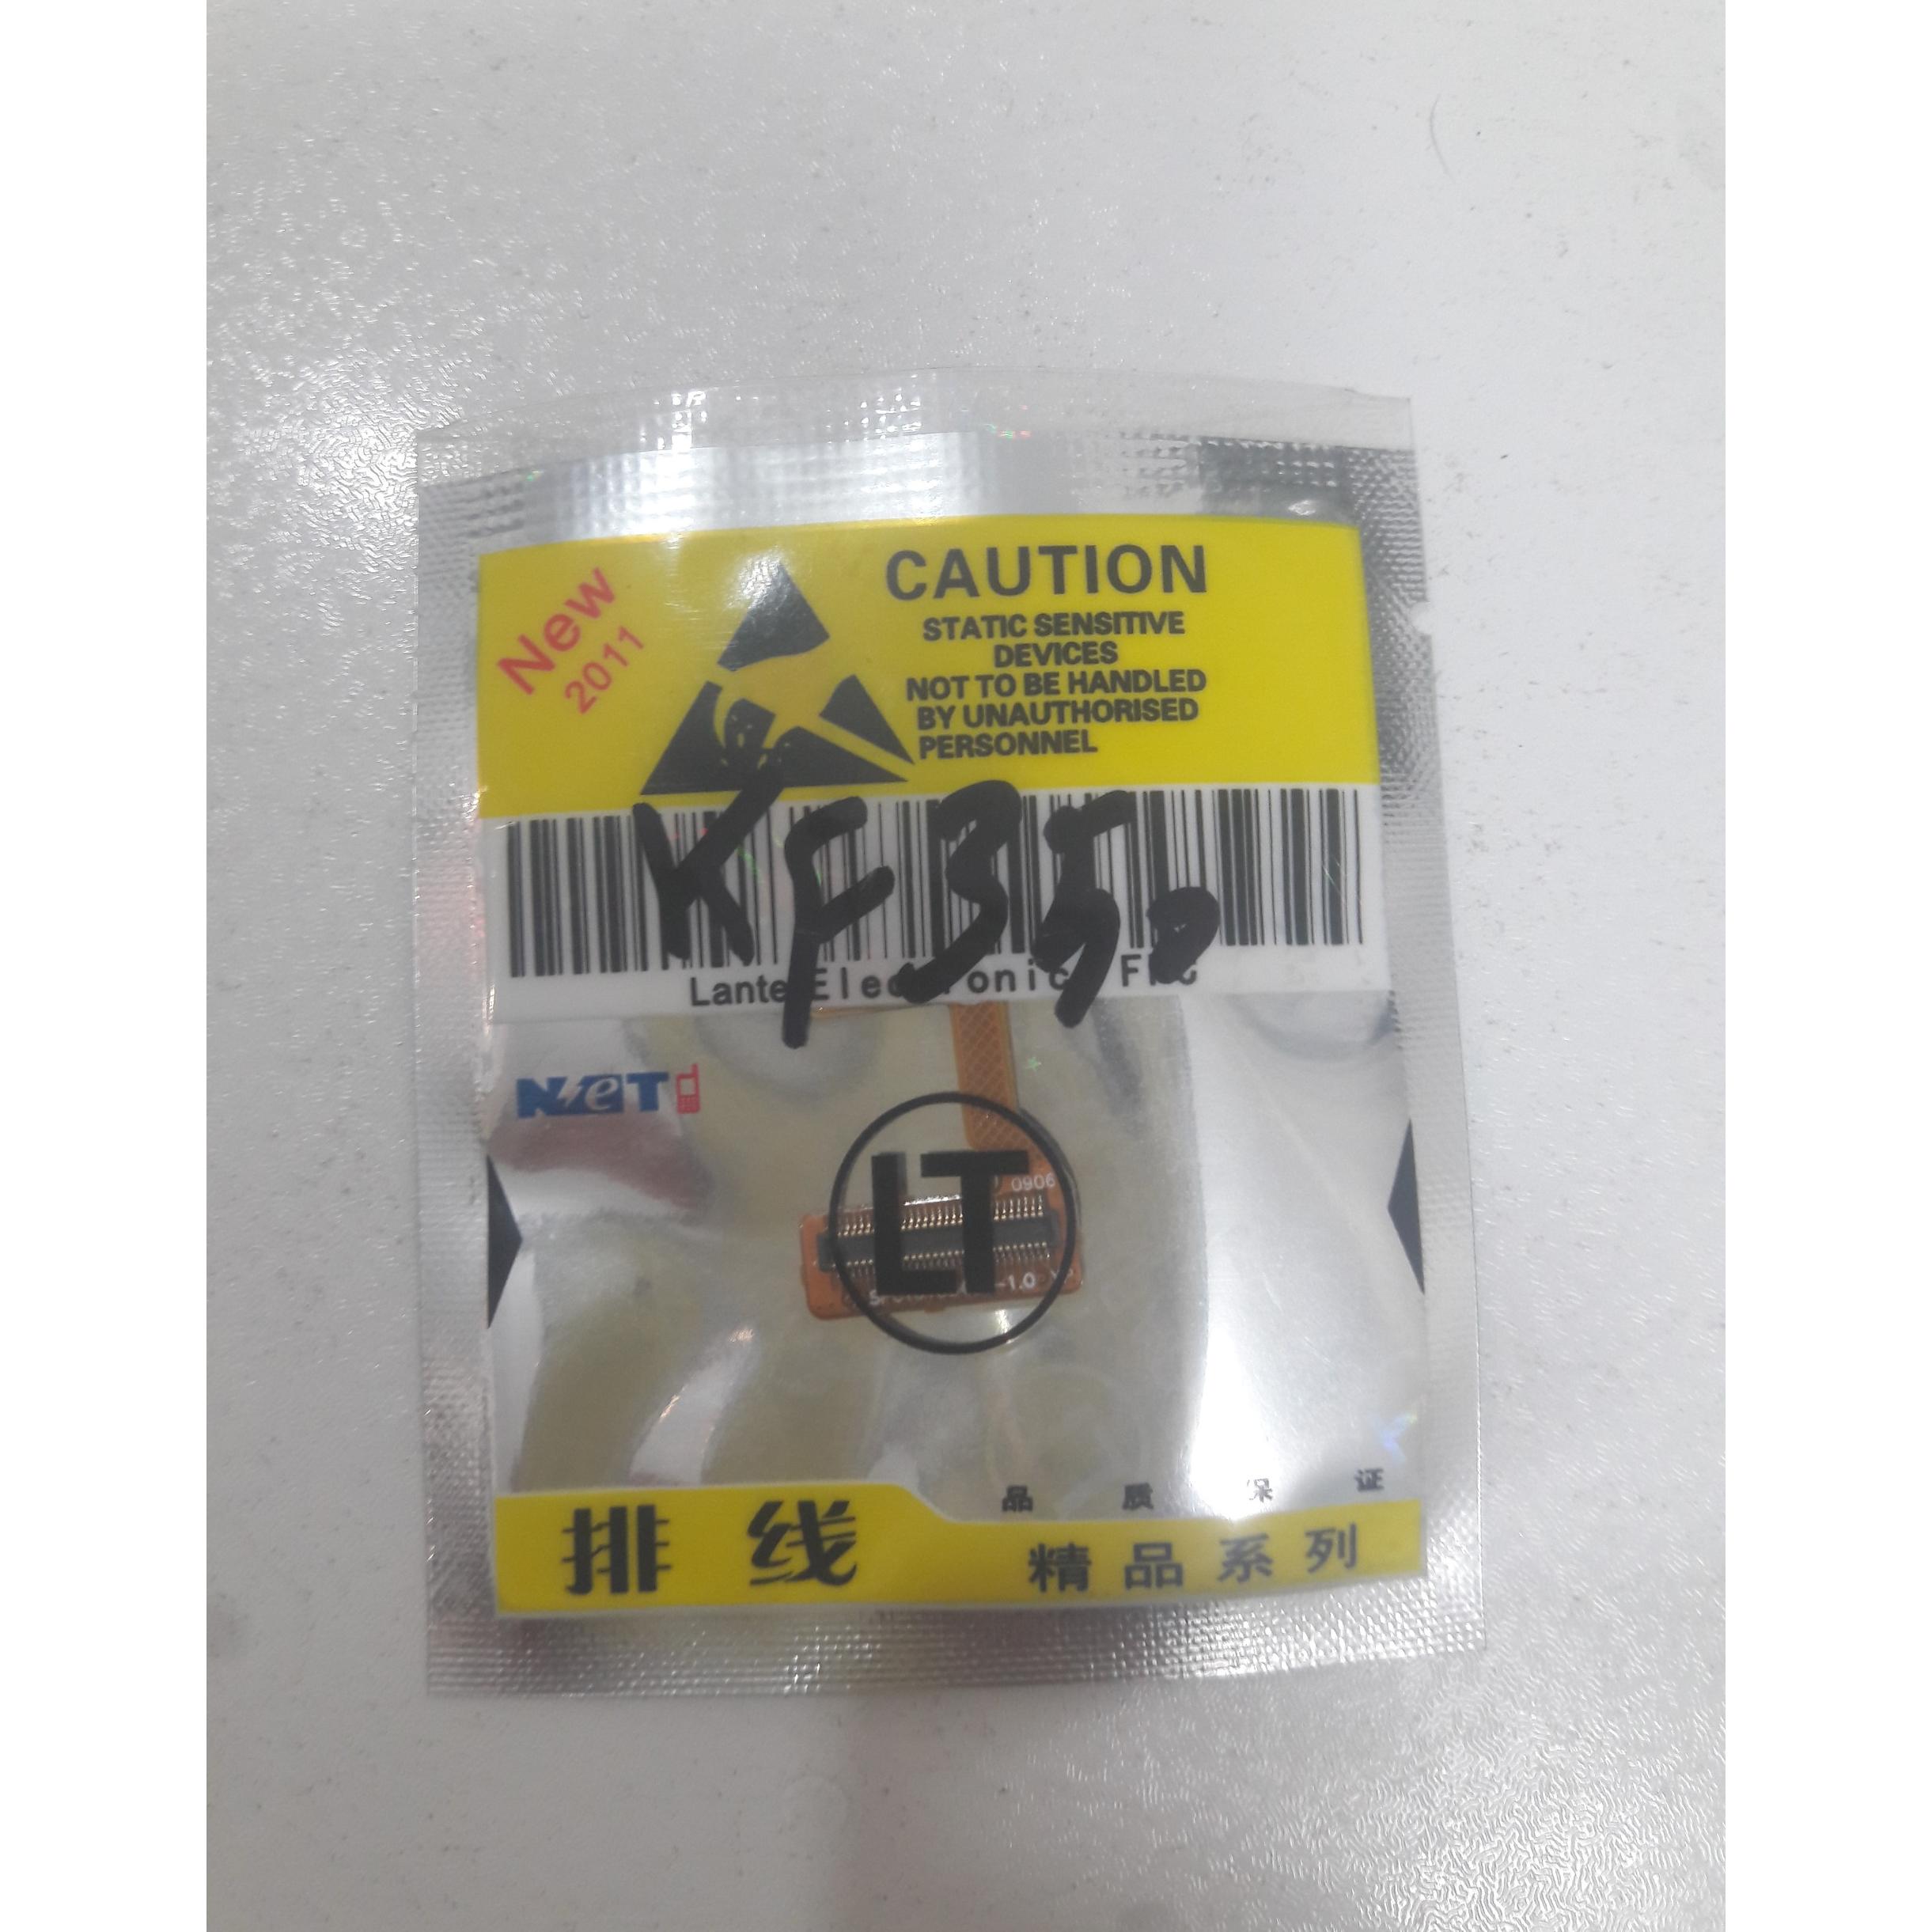 New
2011
CAUTION
STATIC SENSITIVE
DEVICES
NOT TO BE HANDLED
BY UNAUTHORISED
PERSONNEL
KF350
NeT
LT
0906
-1.0
品 质 保 证
排 线
精 品 系 列